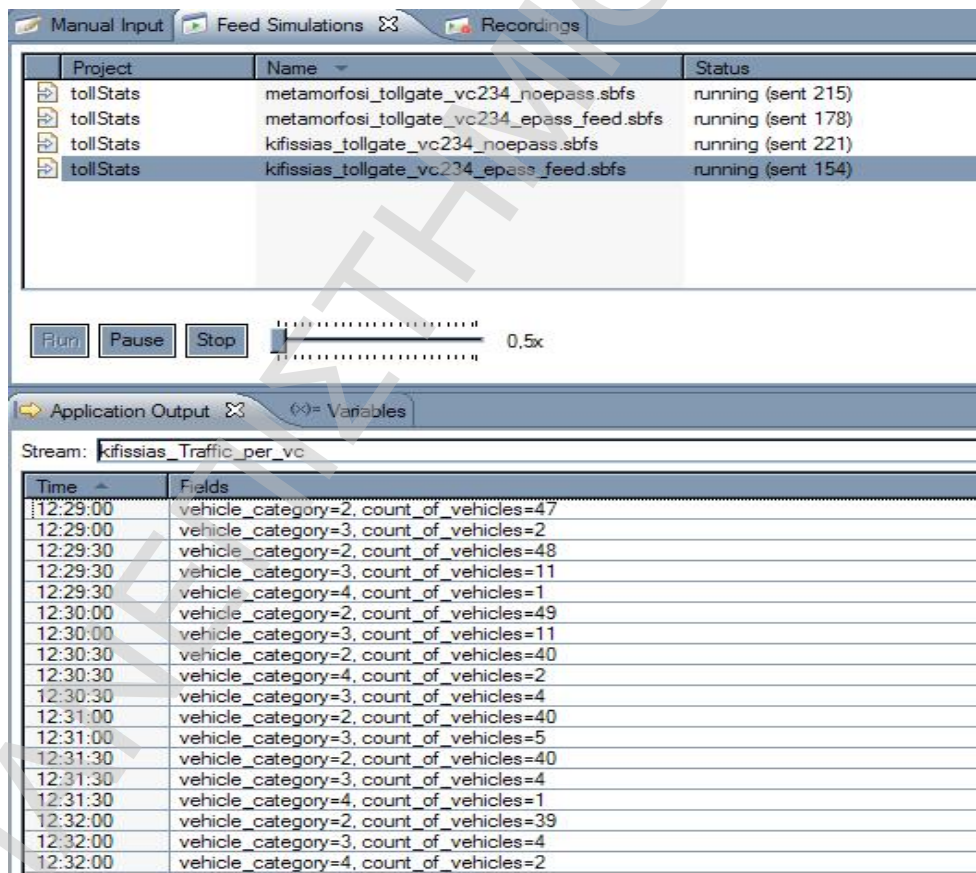 Manual Input Feed Simulations Recordings
Project Name Status
tollStats metamorfosi_tollgate_vc234_noepass.sbfs running (sent 215)
tollStats metamorfosi_tollgate_vc234_epass_feed.sbfs running (sent 178)
tollStats kifissias_tollgate_vc234_noepass.sbfs running (sent 221)
tollStats kifissias_tollgate_vc234_epass_feed.sbfs running (sent 154)
Run Pause Stop 0,5x
Application Output (x)= Variables
Stream: kifissias_Traffic_per_vc
Time Fields
12:29:00 vehicle_category=2, count_of_vehicles=47
12:29:00 vehicle_category=3, count_of_vehicles=2
12:29:30 vehicle_category=2, count_of_vehicles=48
12:29:30 vehicle_category=3, count_of_vehicles=11
12:29:30 vehicle_category=4, count_of_vehicles=1
12:30:00 vehicle_category=2, count_of_vehicles=49
12:30:00 vehicle_category=3, count_of_vehicles=11
12:30:30 vehicle_category=2, count_of_vehicles=40
12:30:30 vehicle_category=4, count_of_vehicles=2
12:30:30 vehicle_category=3, count_of_vehicles=4
12:31:00 vehicle_category=2, count_of_vehicles=40
12:31:00 vehicle_category=3, count_of_vehicles=5
12:31:30 vehicle_category=2, count_of_vehicles=40
12:31:30 vehicle_category=3, count_of_vehicles=4
12:31:30 vehicle_category=4, count_of_vehicles=1
12:32:00 vehicle_category=2, count_of_vehicles=39
12:32:00 vehicle_category=3, count_of_vehicles=4
12:32:00 vehicle_category=4, count_of_vehicles=2